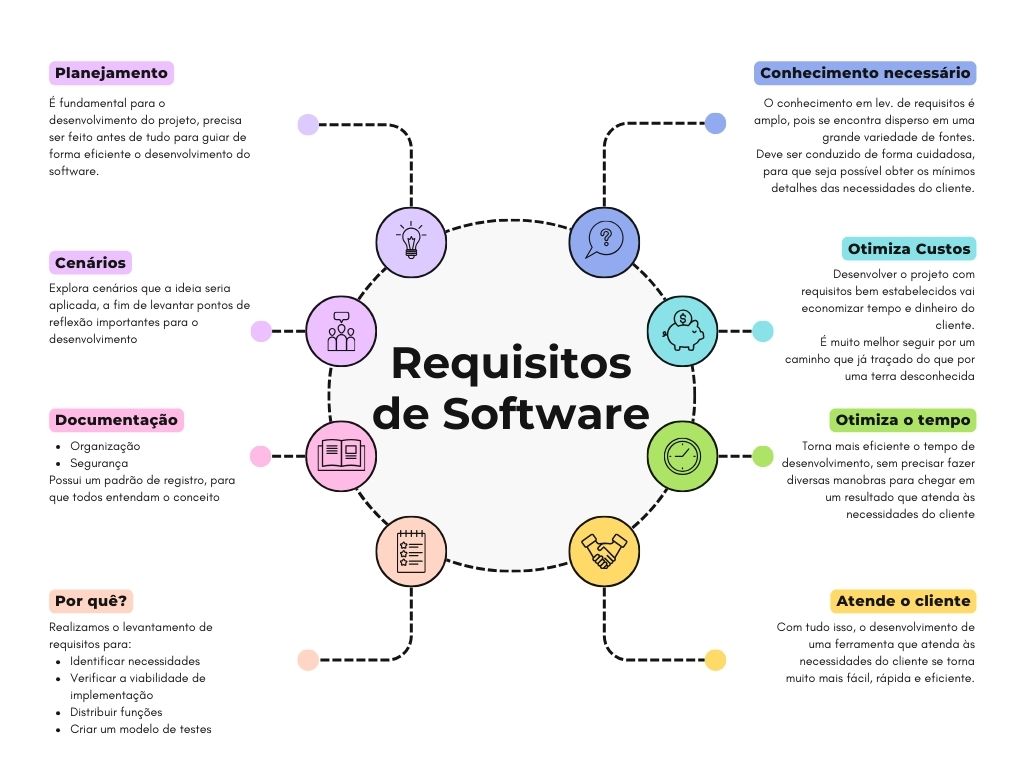 Planejamento
É fundamental para o
desenvolvimento do projeto, precisa
ser feito antes de tudo para guiar de
forma eficiente o desenvolvimento do
software.
Cenários
Explora cenários que a ideia seria
aplicada, a fim de levantar pontos de
reflexão importantes para o
desenvolvimento
Documentação
• Organização
• Segurança
Possui um padrão de registro, para
que todos entendam o conceito
Por quê?
Realizamos o levantamento de
requisitos para:
• Identificar necessidades
• Verificar a viabilidade de
implementação
• Distribuir funções
• Criar um modelo de testes
Requisitos
de Software
Conhecimento necessário
O conhecimento em lev. de requisitos é
amplo, pois se encontra disperso em uma
grande variedade de fontes.
Deve ser conduzido de forma cuidadosa,
para que seja possível obter os mínimos
detalhes das necessidades do cliente.
Otimiza Custos
Desenvolver o projeto com
requisitos bem estabelecidos vai
economizar tempo e dinheiro do
cliente.
É muito melhor seguir por um
caminho que já traçado do que por
uma terra desconhecida
Otimiza o tempo
Torna mais eficiente o tempo de
desenvolvimento, sem precisar fazer
diversas manobras para chegar em
um resultado que atenda às
necessidades do cliente
Atende o cliente
Com tudo isso, o desenvolvimento de
uma ferramenta que atenda às
necessidades do cliente se torna
muito mais fácil, rápida e eficiente.